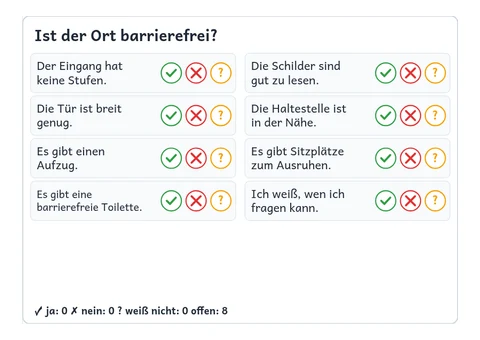 Ist der Ort barrierefrei?
Der Eingang hat
keine Stufen.
Die Tür ist breit
genug.
Es gibt einen
Aufzug.
Es gibt eine
barrierefreie Toilette.
Die Schilder sind
gut zu lesen.
Die Haltestelle ist
in der Nähe.
Es gibt Sitzplätze
zum Ausruhen.
Ich weiß, wen ich
fragen kann.
✓ ja: 0 ✗ nein: 0 ? weiß nicht: 0 offen: 8